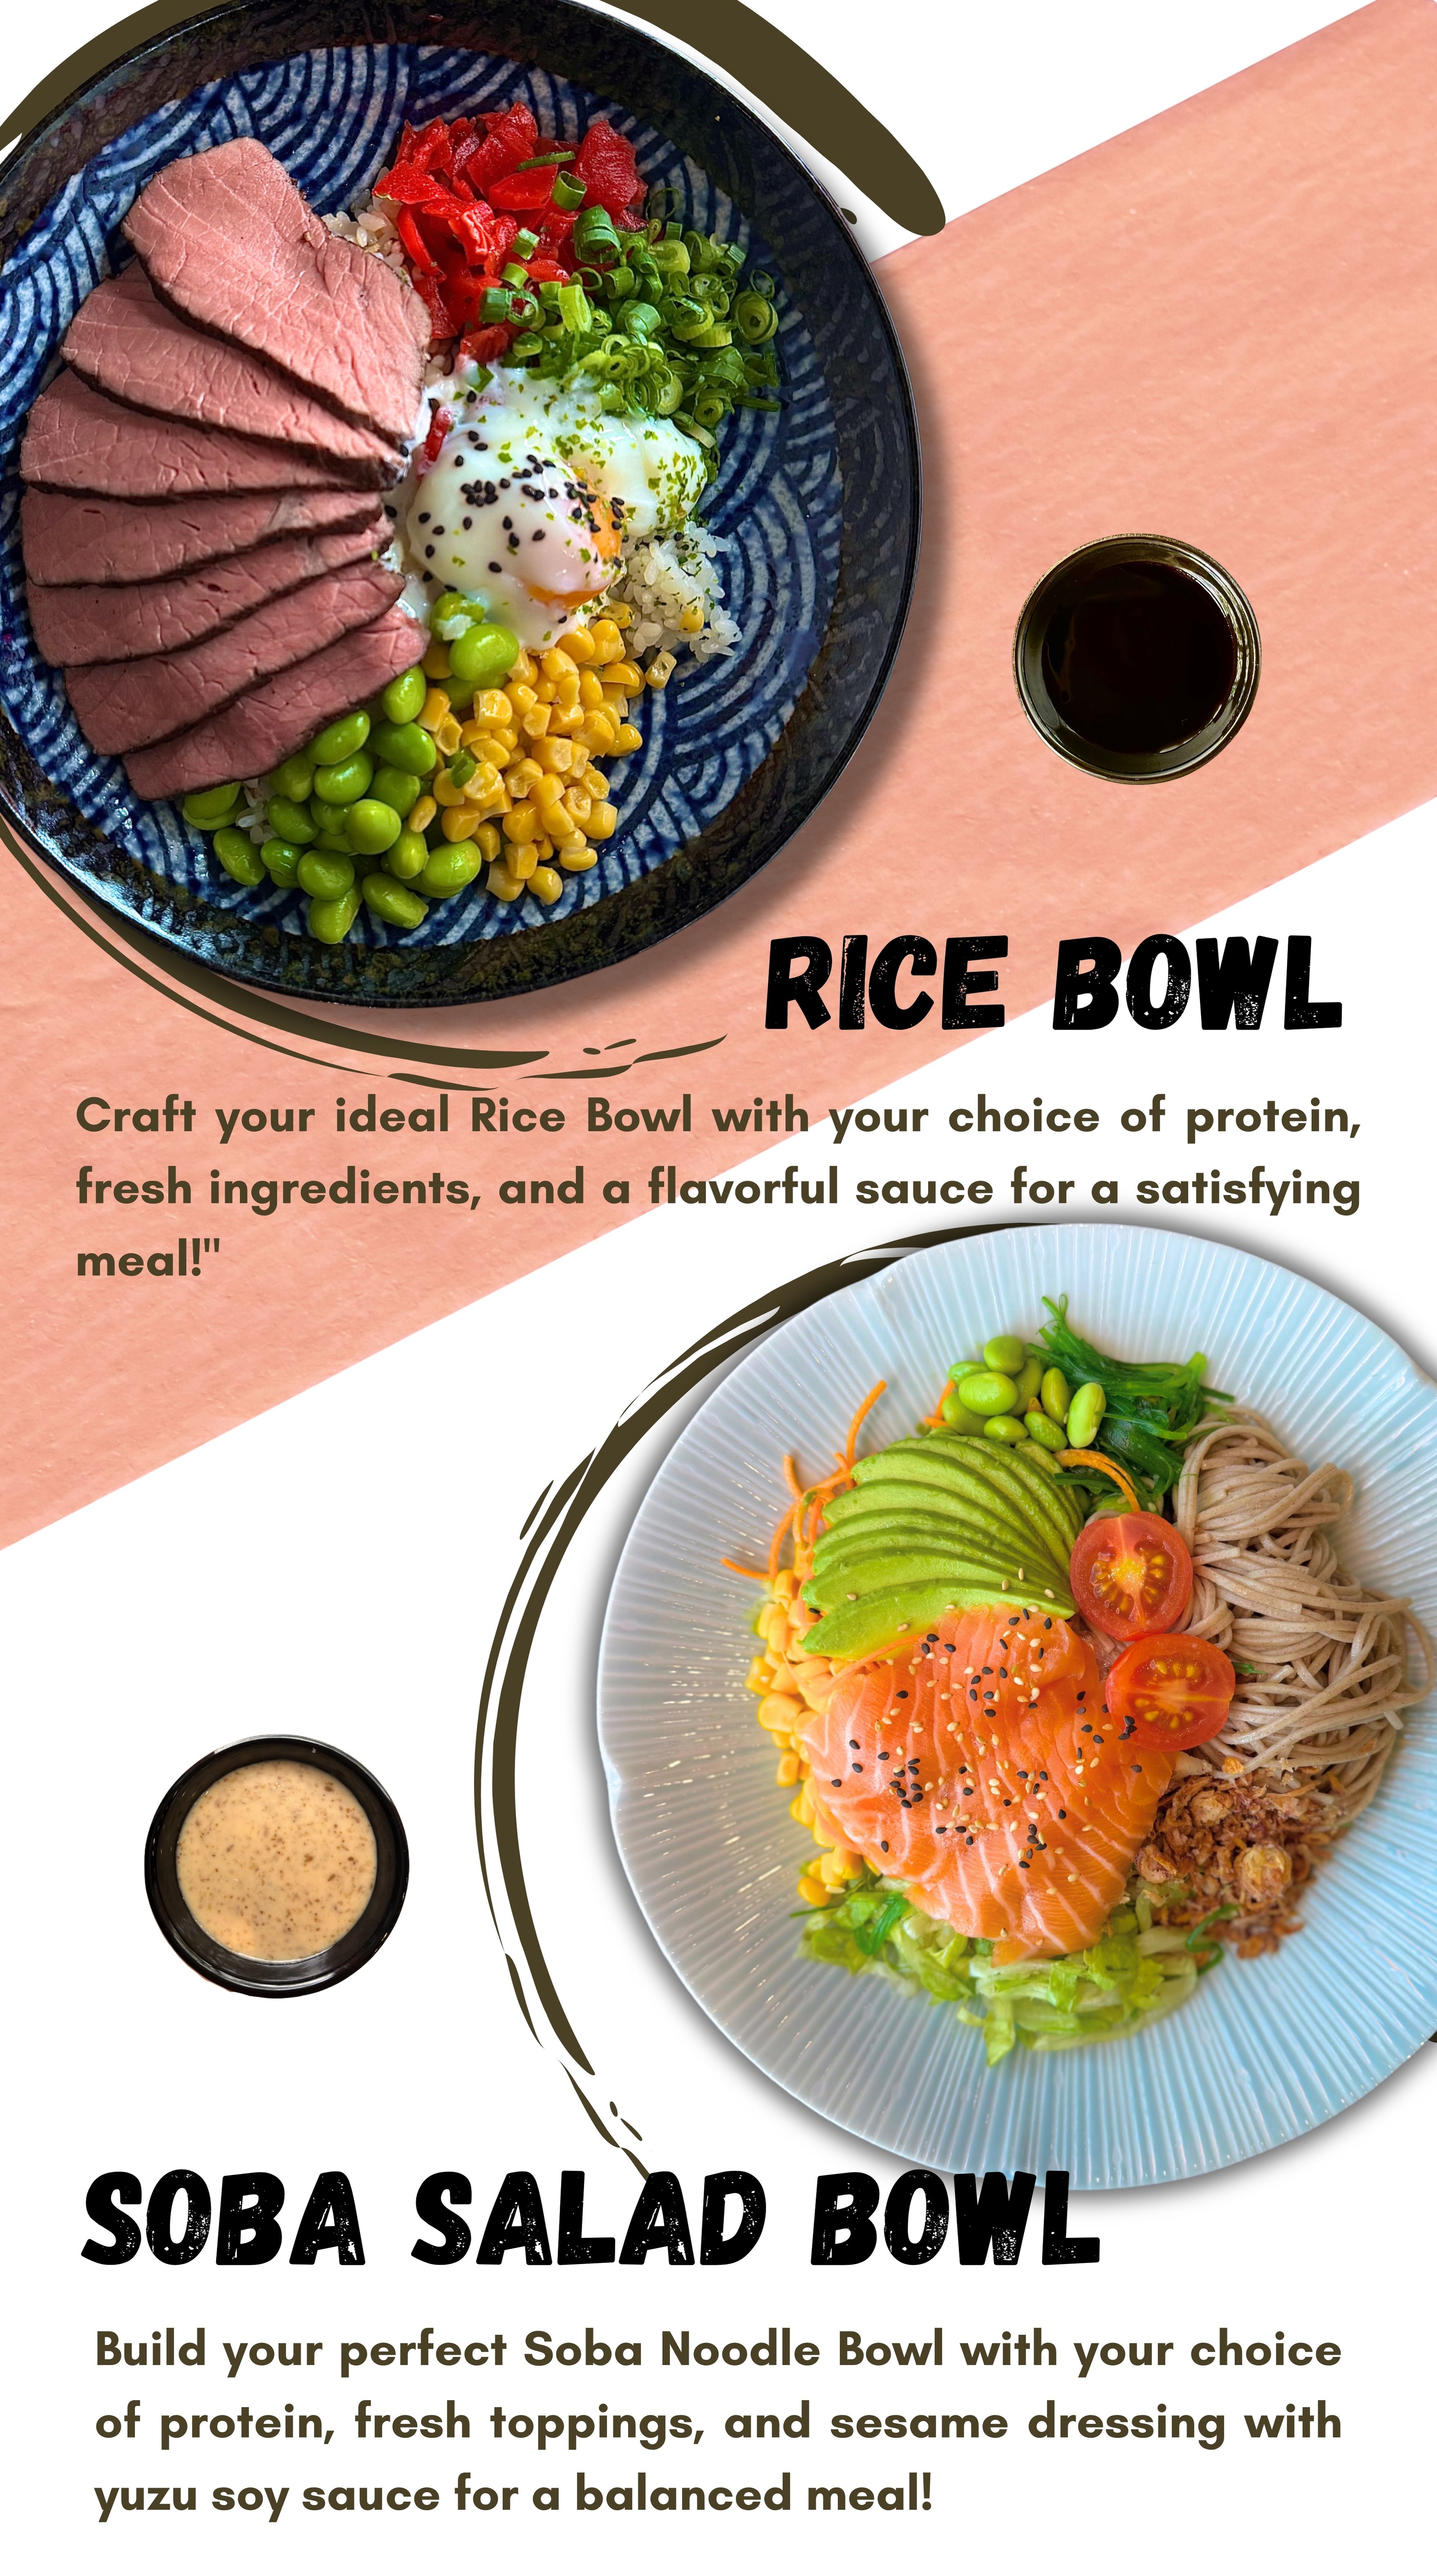 RICE BOWL
Craft your ideal Rice Bowl with your choice of protein,
fresh ingredients, and a flavorful sauce for a satisfying
meal!"
SOBA SALAD BOWL
Build your perfect Soba Noodle Bowl with your choice
of protein, fresh toppings, and sesame dressing with
yuzu soy sauce for a balanced meal!